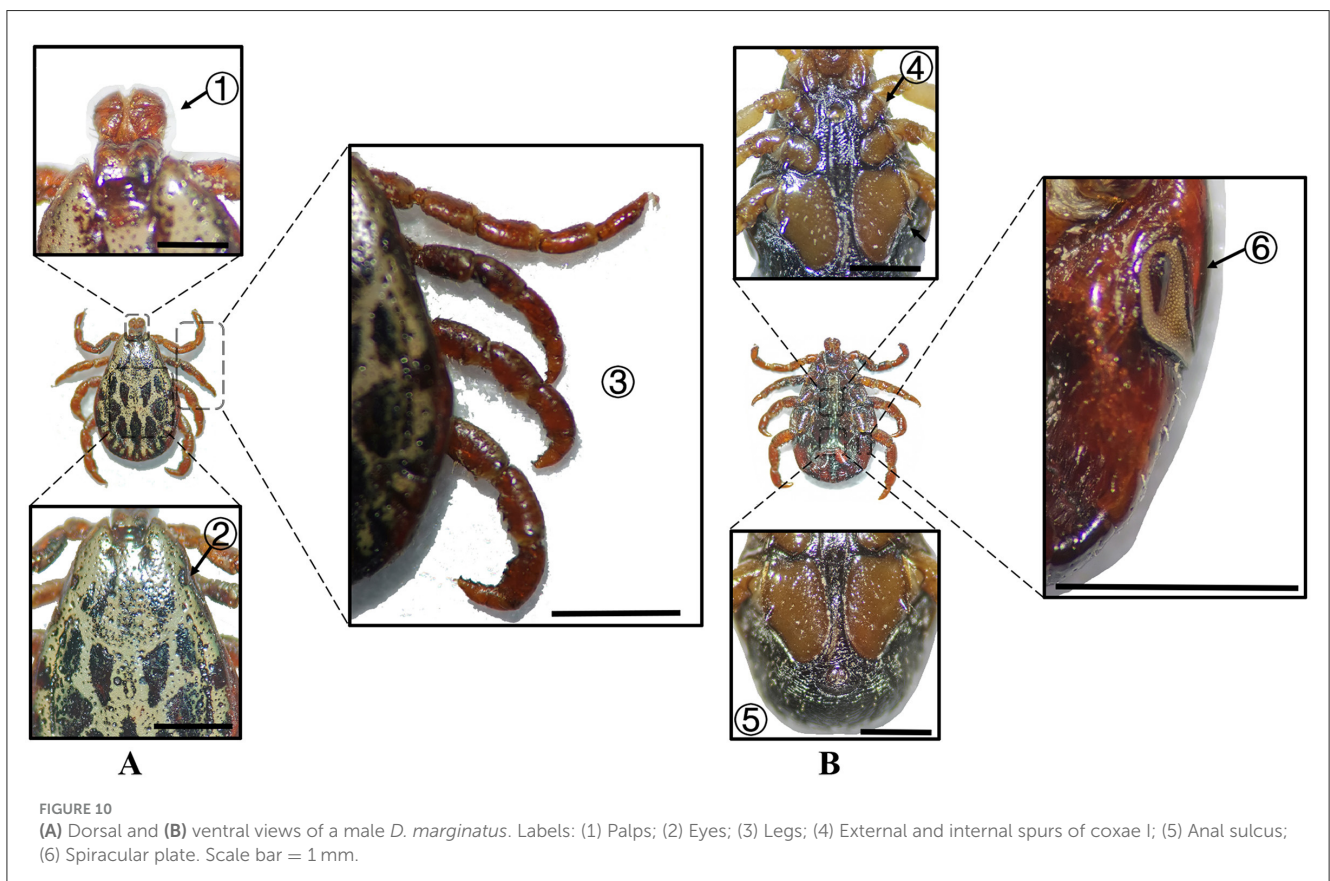 ①
④
⑥
③
②
⑤
A
B
FIGURE 10
(A) Dorsal and (B) ventral views of a male D. marginatus. Labels: (1) Palps; (2) Eyes; (3) Legs; (4) External and internal spurs of coxae I; (5) Anal sulcus;
(6) Spiracular plate. Scale bar = 1 mm.